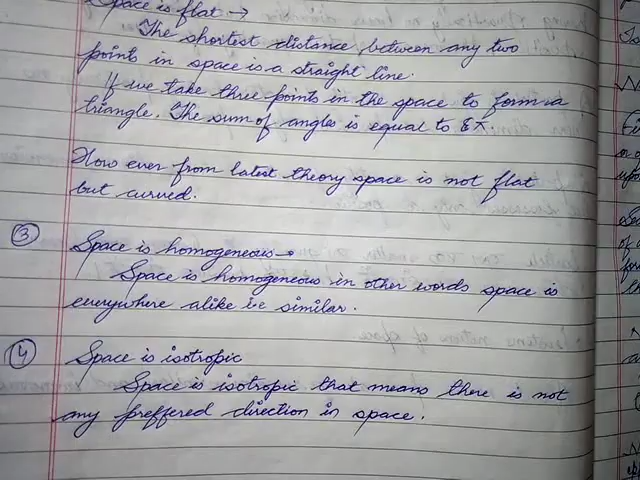 Space is flat →
The shortest distance between any two
points in space is a straight line.
If we take three points in the space to form a
triangle. The sum of angles is equal to
How ever from latest theory space is not flat
but curved.
③ Space is homogeneous →
Space is homogeneous in other words space is
everywhere alike i.e similar.
④ Space is isotropic
Space is isotropic that means there is not
any preffered direction in space.